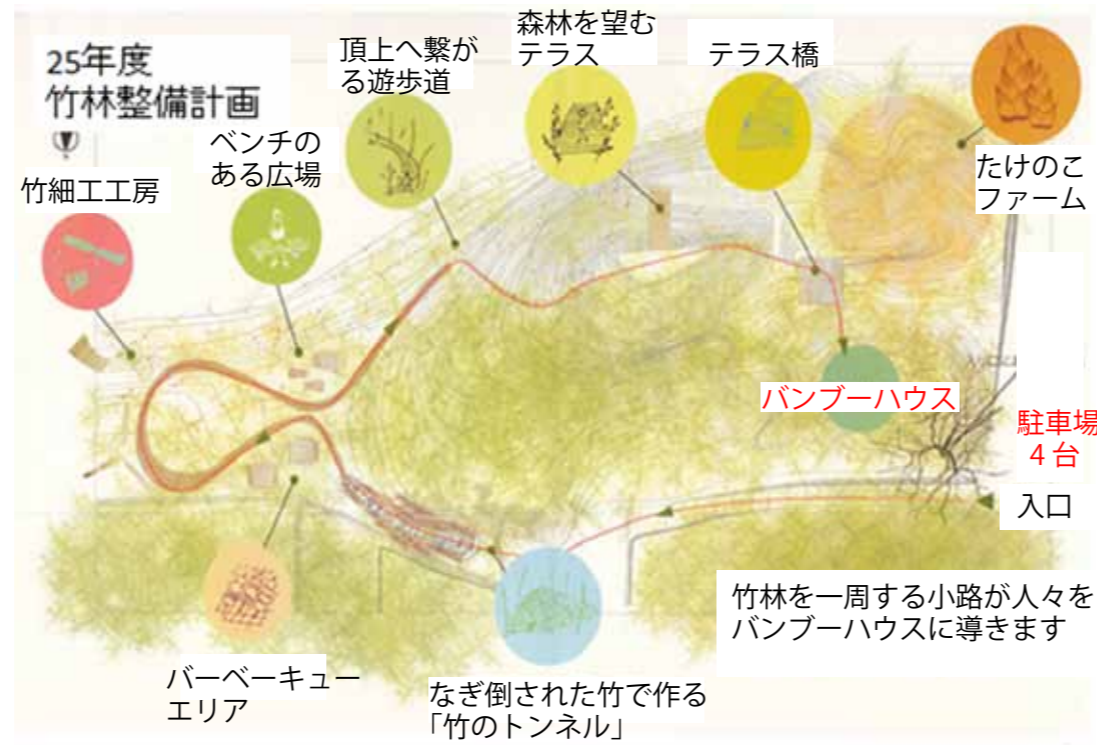 25年度
竹林整備計画
竹細工工房
ベンチの
ある広場
頂上へ繋が
る遊歩道
森林を望む
テラス
テラス橋
たけのこ
ファーム
バンブーハウス
駐車場
4台
入口
竹林を一周する小路が人々を
バンブーハウスに導きます
バーベーキュー
エリア
なぎ倒された竹で作る
「竹のトンネル」